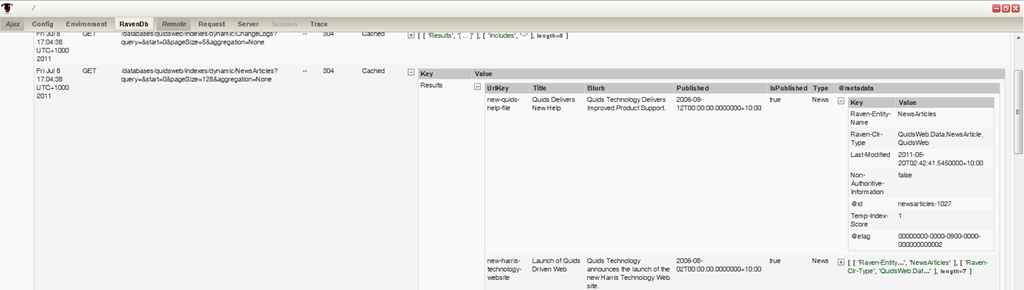 /
Ajax Config Environment RavenDb Remote Request Server Session Trace
Fri Jul 8 GET /databases/quidsweb/indexes/dynamic/ChangeLogs? -- 304 Cached [ [ 'Results', '[ ... ]' ], [ 'Includes', '--' ], length=8 ]
17:04:36 query=&start=0&pageSize=5&aggregation=None
UTC+1000
2011
Fri Jul 8 GET /databases/quidsweb/indexes/dynamic/NewsArticles? -- 304 Cached Key Value
17:04:36 query=&start=0&pageSize=128&aggregation=None
UTC+1000
2011
Results UrlKey Title Blurb Published IsPublished Type @metadata
new-quids- Quids Delivers Quids Technology Delivers 2006-09- true News Key Value
help-file New Help Improved Product Support. 12T00:00:00.0000000+10:00
Raven-Entity- NewsArticles
Name
Raven-Clr- QuidsWeb.Data.NewsArticle,
Type QuidsWeb
Last-Modified 2011-05-
20T02:42:41.5450000+10:00
Non- false
Authoritive-
Information
@id newsarticles-1027
Temp-Index- 1
Score
@etag 00000000-0000-0900-0000-
000000000002
new-harris- Launch of Quids Quids Technology 2006-08- true News [ [ 'Raven-Entity...', 'NewsArticles' ], [ 'Raven-
technology- Driven Web announces the launch of the 02T00:00:00.0000000+10:00 Clr-Type', 'QuidsWeb.Dat...' ], length=7 ]
website new Harris Technology Web
site.